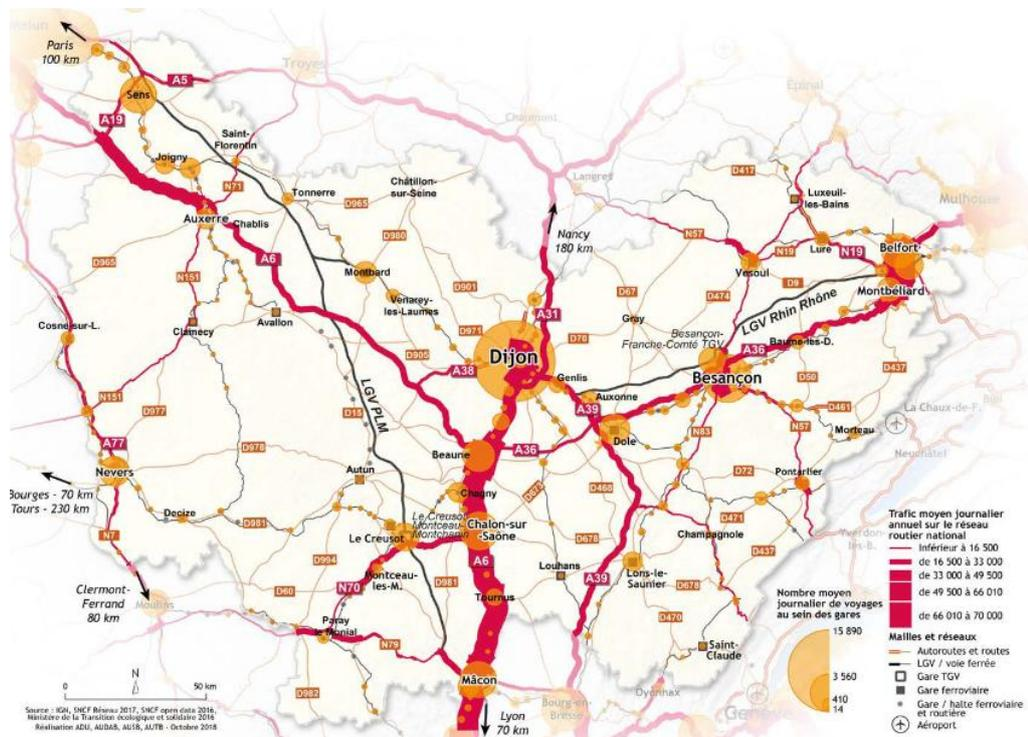 Melun
Paris
100 km
Troyes
A5
Sens
A19
Épinal
Chaumont
Saint-
Florentin
Joigny
N71
Tonnerre
Châtillon-
sur-Seine
D965
Langres
D417
Luxeuil-
les-Bains
Mulhouse
Auxerre
Chablis
D980
Nancy
180 km
N57
N19
Lure
N19
Belfort
D965
A6
N151
Montbard
D901
Vesoul
D9
Montbéliard
D67
D474
LGV Rhin Rhône
Venarey-
les-Laumes
A31
Gray
Cosne-sur-L.
Clamecy
Avallon
D971
D70
Besançon-
Franche-Comté TGV
A36
Baume-les-D.
D905
Dijon
D437
A38
Genlis
Besançon
D50
LGV PLM
N151
D977
D15
Auxonne
A39
D461
La Chaux-de-F.
Biel
N57
Morteau
Dole
N83
A77
D978
Beaune
A36
Neuchâtel
Nevers
Autun
D72
Pontarlier
Bourges - 70 km
Tours - 230 km
Chagny
D673
D468
Decize
D981
Le Creusot
Montceau
Montchanin
D471
N7
Le Creusot
Chalon-sur
-Saône
Champagnole
Yverdon-
les-B.
D994
D678
D437
Clermont-
Ferrand
80 km
Moulins
Montceau-
les-M.
D981
A6
Louhans
A39
Lons-le-
Saunier
N70
D60
Tournus
D678
Paray
le Monial
D470
N79
Saint-
Claude
Mâcon
D982
Bourg-en-
Bresse
Oyonnax
Genève
Lyon
70 km
Trafic moyen journalier
annuel sur le réseau
routier national
Inférieur à 16 500
de 16 500 à 33 000
de 33 000 à 49 500
de 49 500 à 66 010
de 66 010 à 70 000
Nombre moyen
journalier de voyages
au sein des gares
15 890
3 560
410
14
Mailles et réseaux
Autoroutes et routes
LGV / voie ferrée
Gare TGV
Gare ferroviaire
Gare / halte ferroviaire
et routière
Aéroport
0
N
50 km
Source : IGN, SNCF Réseau 2017, SNCF open data 2016,
Ministère de la Transition écologique et solidaire 2016
Réalisation ADU, AUDAB, AUSB, AUTB - Octobre 2018